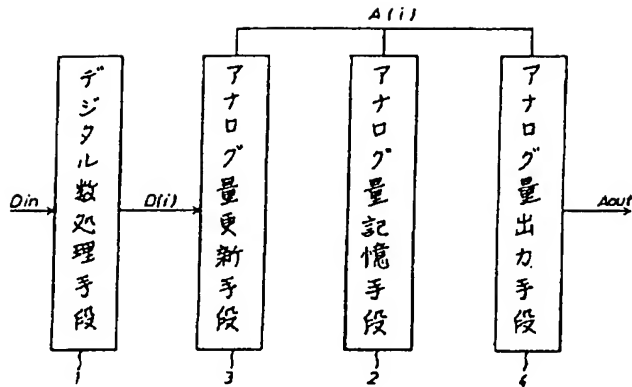 A(i)
デジタル数処理手段
アナログ量更新手段
アナログ量記憶手段
アナログ量出力手段
Din
D(i)
Aout
1
3
2
4